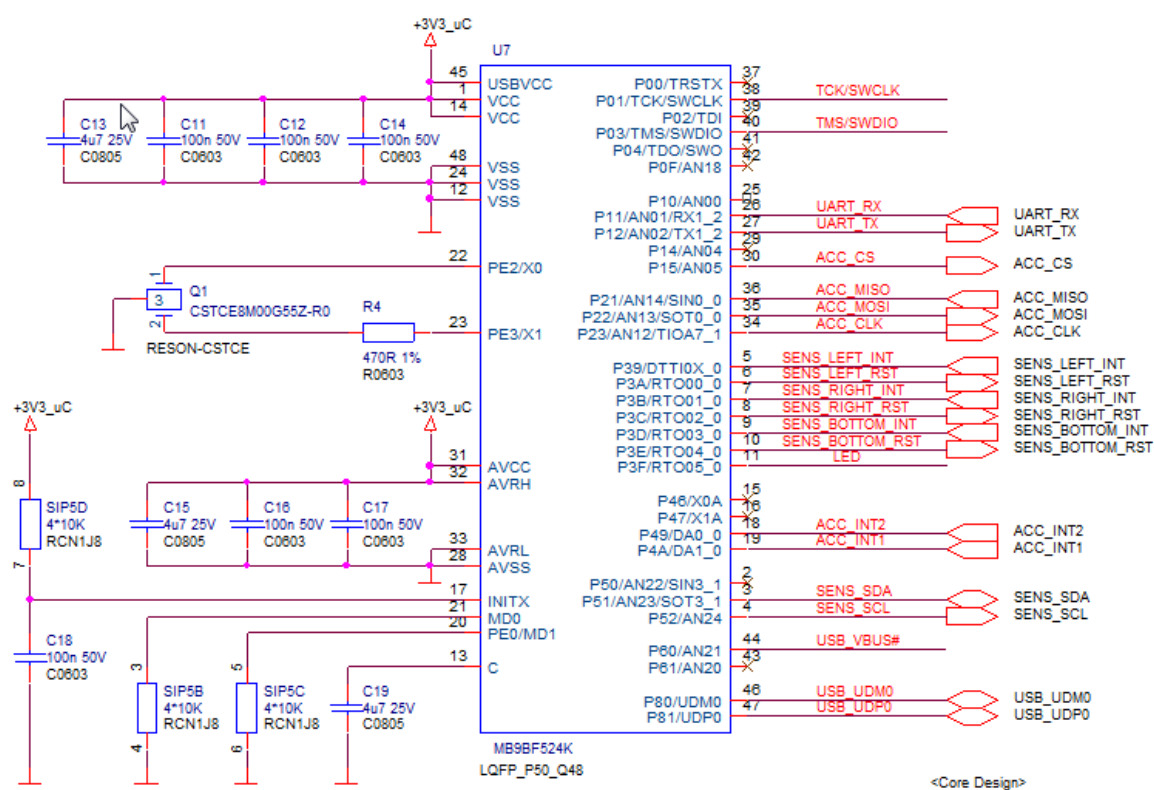 +3V3_uC
U7
45 USBVCC
1 VCC
14 VCC
C13
4u7 25V
C0805
C11
100n 50V
C0603
C12
100n 50V
C0603
C14
100n 50V
C0603
48 VSS
24 VSS
12 VSS
22 PE2/X0
1
3
2
Q1
CSTCE8M00G55Z-R0
RESON-CSTCE
R4
470R 1%
R0603
23 PE3/X1
+3V3_uC
+3V3_uC
31 AVCC
32 AVRH
8
SIP5D
4*10K
RCN1J8
7
C15
4u7 25V
C0805
C16
100n 50V
C0603
C17
100n 50V
C0603
33 AVRL
28 AVSS
17 INITX
21 MD0
20 PE0/MD1
13 C
C18
100n 50V
C0603
3
SIP5B
4*10K
RCN1J8
4
5
SIP5C
4*10K
RCN1J8
6
C19
4u7 25V
C0805
P00/TRSTX 37
P01/TCK/SWCLK 38 TCK/SWCLK
P02/TDI 39
P03/TMS/SWDIO 40 TMS/SWDIO
P04/TDO/SWO 41
P0F/AN18 42
P10/AN00 25
P11/AN01/RX1_2 26 UART_RX UART_RX
P12/AN02/TX1_2 27 UART_TX UART_TX
P14/AN04 29
P15/AN05 30 ACC_CS ACC_CS
P21/AN14/SIN0_0 36 ACC_MISO ACC_MISO
P22/AN13/SOT0_0 35 ACC_MOSI ACC_MOSI
P23/AN12/TIOA7_1 34 ACC_CLK ACC_CLK
P39/DTTI0X_0 5 SENS_LEFT_INT SENS_LEFT_INT
P3A/RTO00_0 6 SENS_LEFT_RST SENS_LEFT_RST
P3B/RTO01_0 7 SENS_RIGHT_INT SENS_RIGHT_INT
P3C/RTO02_0 8 SENS_RIGHT_RST SENS_RIGHT_RST
P3D/RTO03_0 9 SENS_BOTTOM_INT SENS_BOTTOM_INT
P3E/RTO04_0 10 SENS_BOTTOM_RST SENS_BOTTOM_RST
P3F/RTO05_0 11 LED
P46/X0A 15
P47/X1A 16
P49/DA0_0 18 ACC_INT2 ACC_INT2
P4A/DA1_0 19 ACC_INT1 ACC_INT1
P50/AN22/SIN3_1 2
P51/AN23/SOT3_1 3 SENS_SDA SENS_SDA
P52/AN24 4 SENS_SCL SENS_SCL
P60/AN21 44 USB_VBUS#
P61/AN20 43
P80/UDM0 46 USB_UDM0 USB_UDM0
P81/UDP0 47 USB_UDP0 USB_UDP0
MB9BF524K
LQFP_P50_Q48
<Core Design>